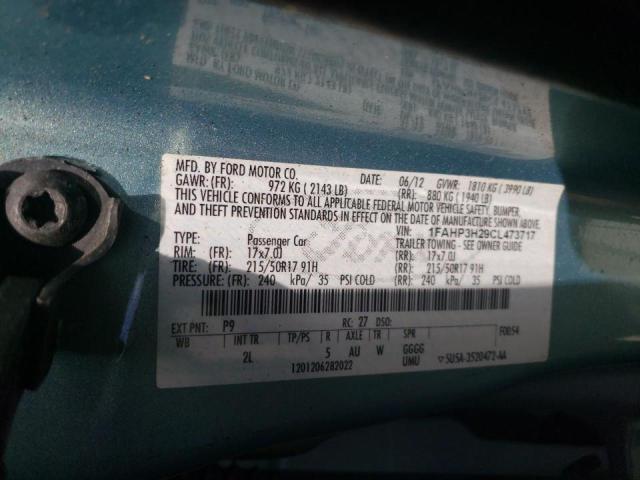 MFD. BY FORD MOTOR CO. DATE: 06/12 GVWR: 1810 KG ( 3990 LB)
GAWR: (FR): 972 KG ( 2143 LB) (RR): 880 KG ( 1940 LB)
THIS VEHICLE CONFORMS TO ALL APPLICABLE FEDERAL MOTOR VEHICLE SAFETY, BUMPER,
AND THEFT PREVENTION STANDARDS IN EFFECT ON THE DATE OF MANUFACTURE SHOWN ABOVE.
VIN: 1FAHP3H29CL473717
TYPE: Passenger Car TRAILER TOWING - SEE OWNER GUIDE
RIM: (FR): 17x7.0J (RR): 17x7.0J
TIRE: (FR): 215/50R17 91H (RR): 215/50R17 91H
PRESSURE: (FR): 240 kPa/ 35 PSI COLD (RR): 240 kPa/ 35 PSI COLD
EXT PNT: P9 RC: 27 DSO: F0054
WB INT TR TP/PS R AXLE TR SPR
2L 5 AU W GGGG
1201206282022 UMU 5U5A-3520472-AA